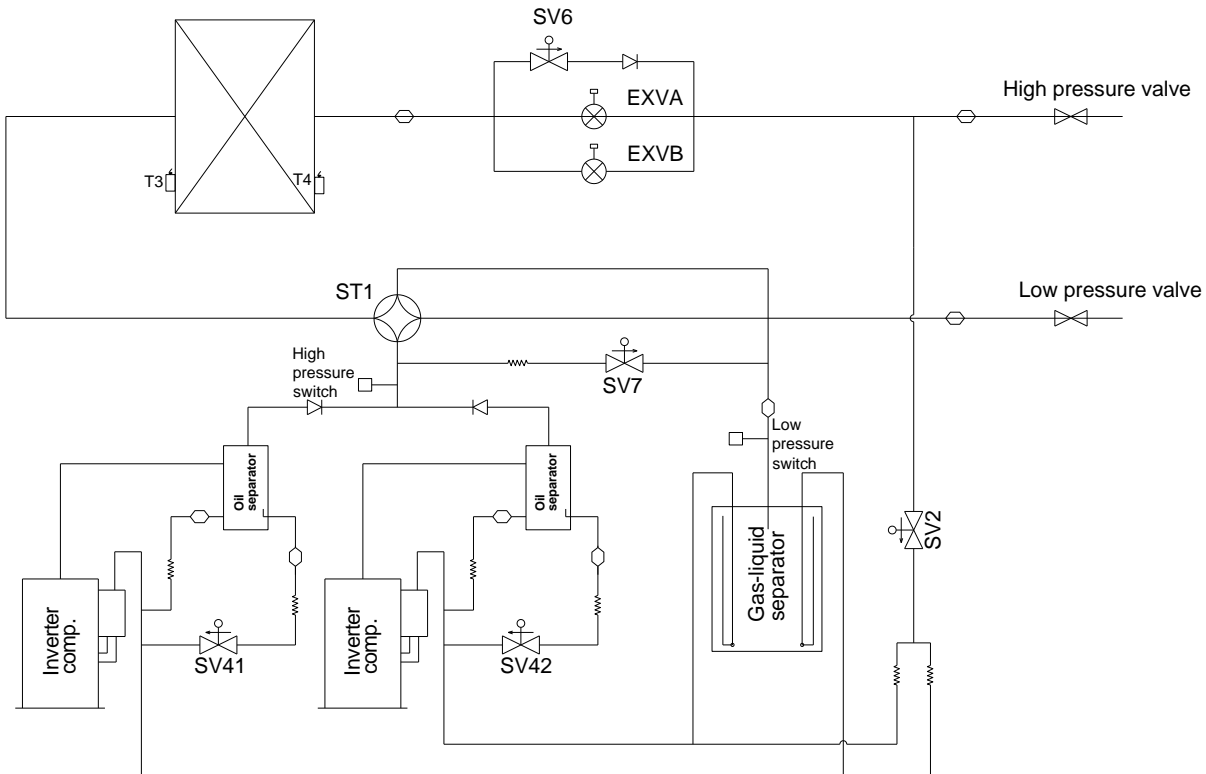 SV6
High pressure valve
EXVA
EXVB
T3
T4
ST1
Low pressure valve
High
pressure
switch
SV7
Low
pressure
switch
Oil
separator
Oil
separator
Gas-liquid
separator
SV2
Inverter
comp.
SV41
Inverter
comp.
SV42